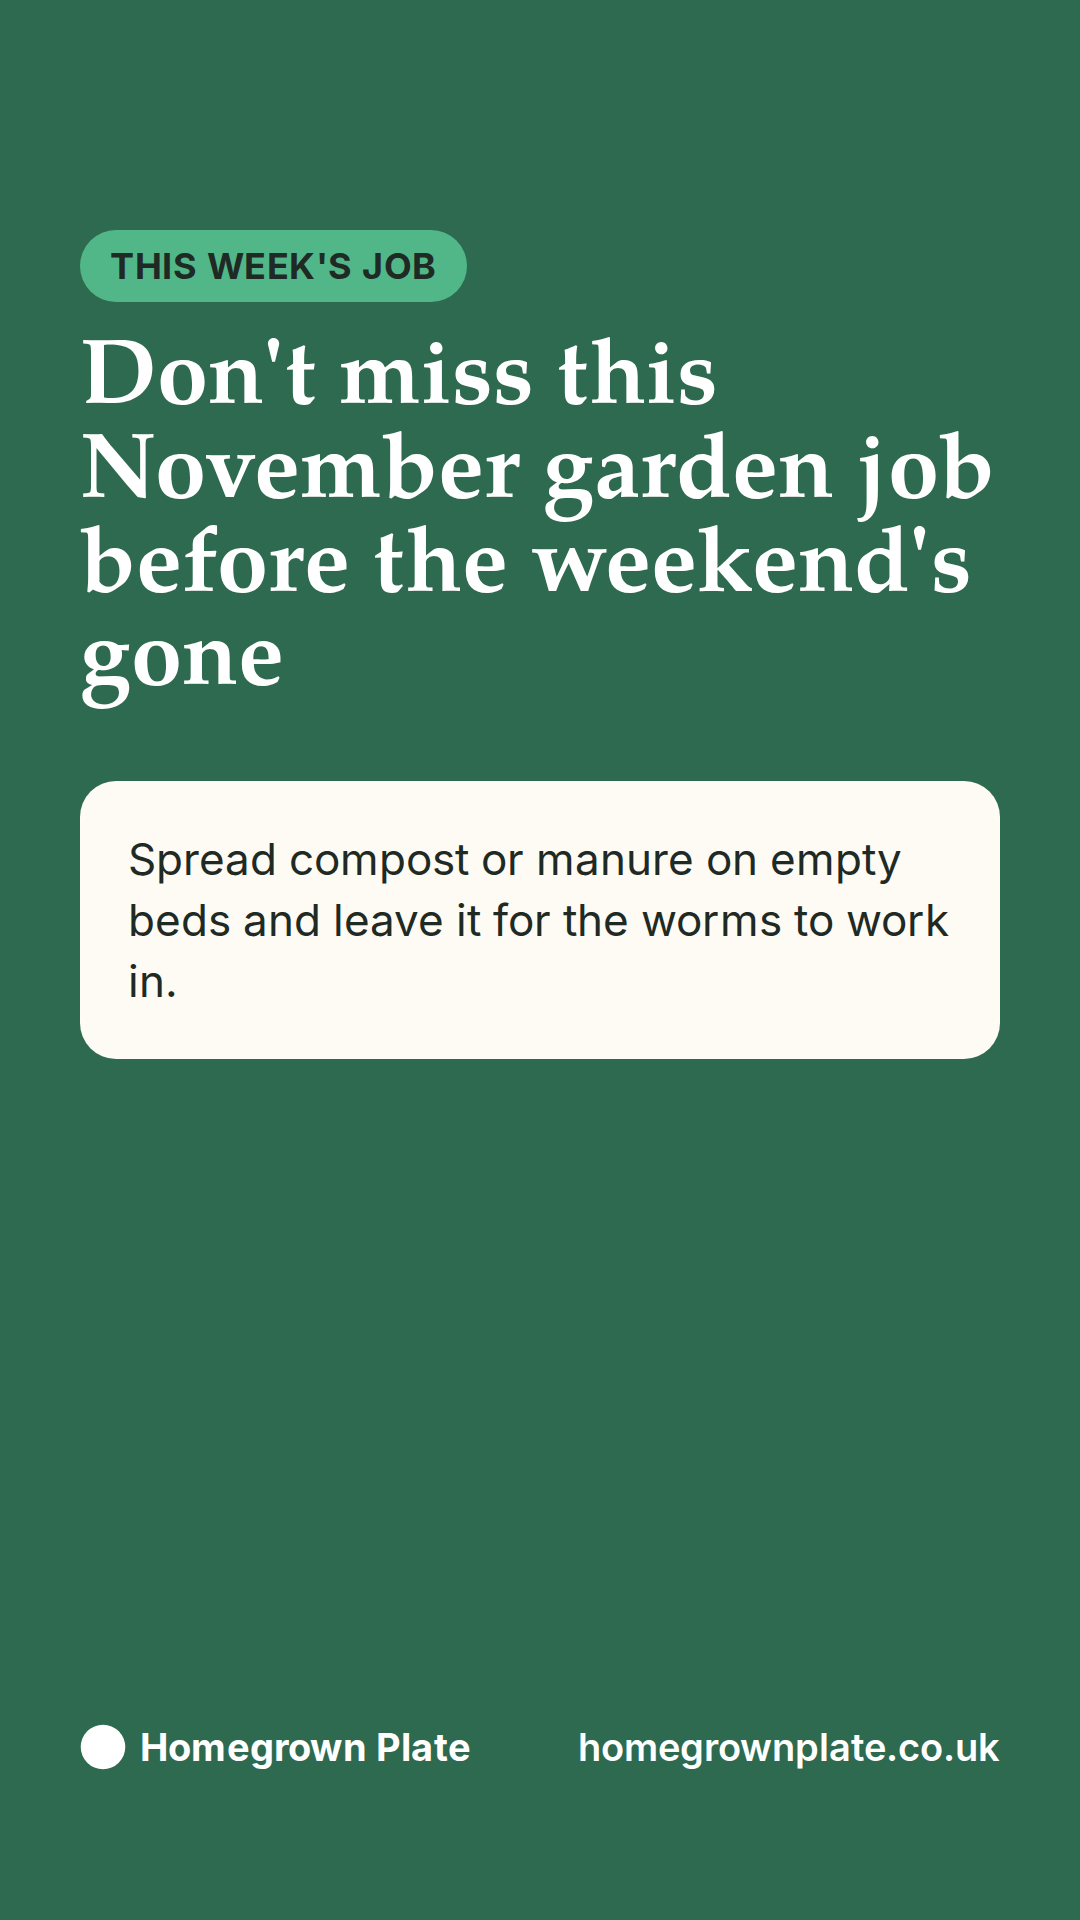 THIS WEEK'S JOB
Don't miss this
November garden job
before the weekend's
gone
Spread compost or manure on empty
beds and leave it for the worms to work
in.
Homegrown Plate
homegrownplate.co.uk